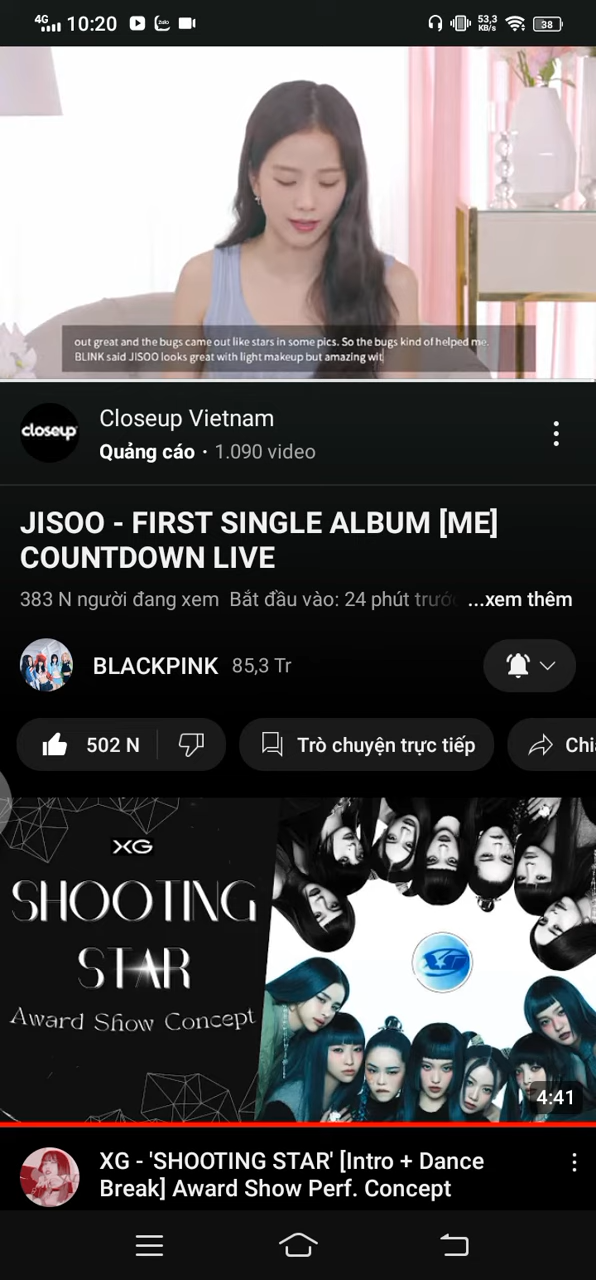 4G 10:20 zalo 53,3 KB/s 38
out great and the bugs came out like stars in some pics. So the bugs kind of helped me.
BLINK said JISOO looks great with light makeup but amazing wit
closeup
Closeup Vietnam
Quảng cáo · 1.090 video
JISOO - FIRST SINGLE ALBUM [ME]
COUNTDOWN LIVE
383 N người đang xem Bắt đầu vào: 24 phút trước ...xem thêm
BLACKPINK 85,3 Tr
502 N Trò chuyện trực tiếp Chi
XG
SHOOTING
STAR
Award Show Concept
4:41
XG - 'SHOOTING STAR' [Intro + Dance
Break] Award Show Perf. Concept